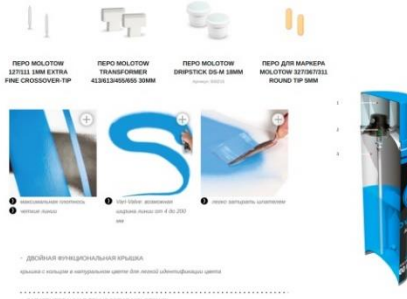 ПЕРО MOLOTOW
127/111 1MM EXTRA
FINE CROSSOVER-TIP
ПЕРО MOLOTOW
TRANSFORMER
413/613/455/655 30MM
ПЕРО MOLOTOW
DRIPSTICK DS-M 18MM
ПЕРО ДЛЯ МАРКЕРА
MOLOTOW 327/367/311
ROUND TIP 5MM
максимальная плотность
четкие линии
Vari-Valve: возможная
ширина линии от 4 до 200
мм
легко затирать шпателем
- ДВОЙНАЯ ФУНКЦИОНАЛЬНАЯ КРЫШКА
крышка с кольцом в натуральном цвете для легкой идентификации цвета
1
2